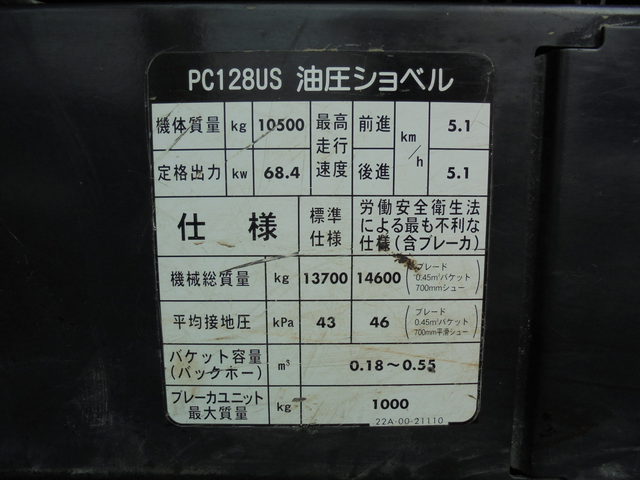 PC128US 油圧ショベル
機体質量 kg 10500 最高走行速度 前進 km/h 5.1
定格出力 kw 68.4 後進 5.1
仕様 標準仕様 労働安全衛生法による最も不利な仕様(含ブレーカ)
機械総質量 kg 13700 14600 (ブレード 0.45m³バケット 700mmシュー)
平均接地圧 kPa 43 46 (ブレード 0.45m³バケット 700mm平滑シュー)
バケット容量(バックホー) m³ 0.18～0.55
ブレーカユニット最大質量 kg 1000
22A-00-21110